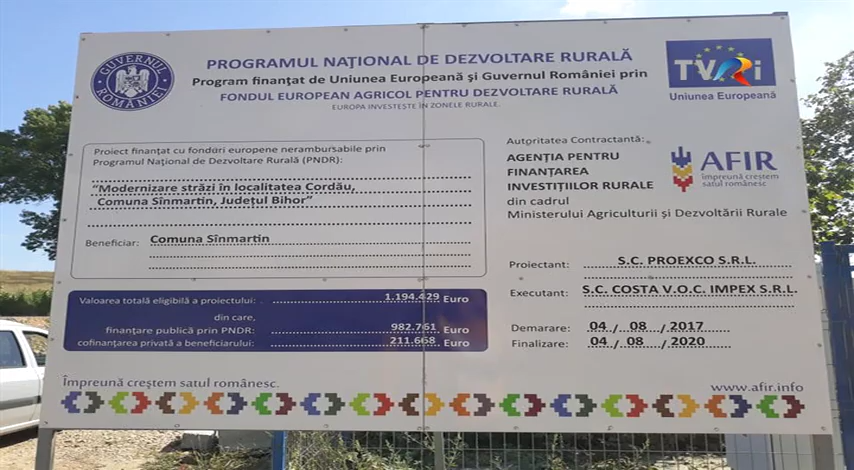 GUVERNUL ROMÂNIEI
PROGRAMUL NAȚIONAL DE DEZVOLTARE RURALĂ
Program finanțat de Uniunea Europeană și Guvernul României prin
FONDUL EUROPEAN AGRICOL PENTRU DEZVOLTARE RURALĂ
EUROPA INVESTEȘTE ÎN ZONELE RURALE.
TVRi
Uniunea Europeană
Proiect finanțat cu fonduri europene nerambursabile prin
Programul Național de Dezvoltare Rurală (PNDR):
"Modernizare străzi în localitatea Cordău,
Comuna Sînmartin, Județul Bihor"
Beneficiar: Comuna Sînmartin
Autoritatea Contractantă:
AGENȚIA PENTRU
FINANȚAREA
INVESTIȚIILOR RURALE
din cadrul
Ministerului Agriculturii și Dezvoltării Rurale
AFIR
împreună creștem
satul românesc.
Proiectant: S.C. PROEXCO S.R.L.
Executant: S.C. COSTA V.O.C. IMPEX S.R.L.
Demarare: 04 / 08 / 2017
Finalizare: 04 / 08 / 2020
Valoarea totală eligibilă a proiectului: 1.194.429 Euro
din care,
finanțare publică prin PNDR: 982.761 Euro
cofinanțarea privată a beneficiarului: 211.668 Euro
Împreună creștem satul românesc.
www.afir.info